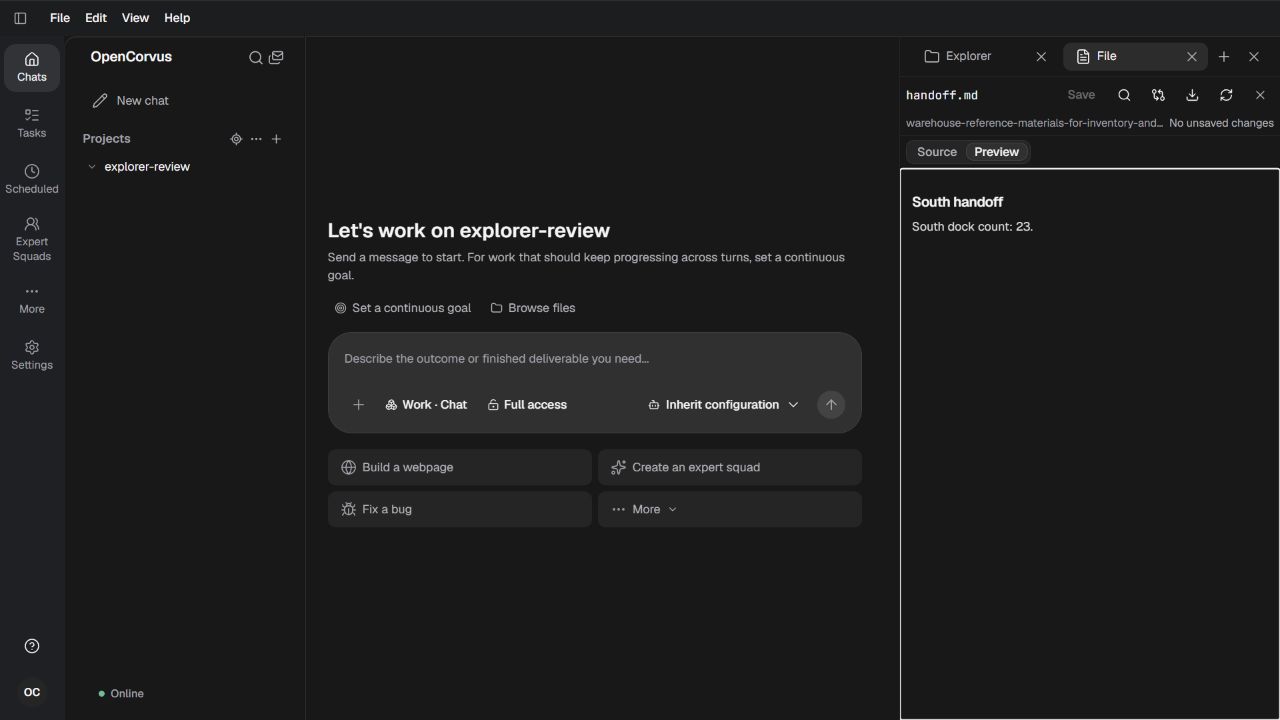 File Edit View Help
Chats
Tasks
Scheduled
Expert
Squads
More
Settings
OC
OpenCorvus
New chat
Projects
explorer-review
Online
Let's work on explorer-review
Send a message to start. For work that should keep progressing across turns, set a continuous
goal.
Set a continuous goal Browse files
Describe the outcome or finished deliverable you need...
Work · Chat Full access Inherit configuration
Build a webpage Create an expert squad
Fix a bug More
Explorer File
handoff.md Save
warehouse-reference-materials-for-inventory-and... No unsaved changes
Source Preview
South handoff
South dock count: 23.